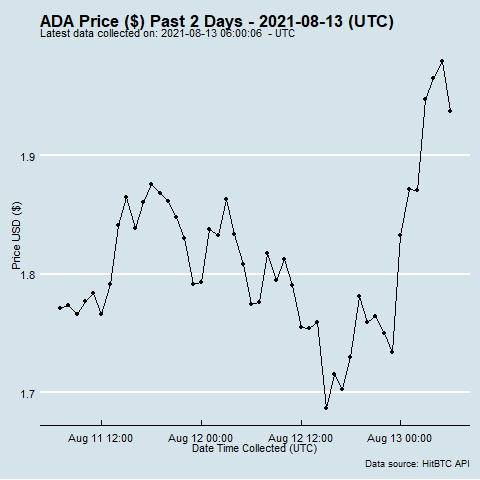 ADA Price ($) Past 2 Days - 2021-08-13 (UTC)
Latest data collected on: 2021-08-13 06:00:06 - UTC
1.9
1.8
1.7
Price USD ($)
Aug 11 12:00 Aug 12 00:00 Aug 12 12:00 Aug 13 00:00
Date Time Collected (UTC)
Data source: HitBTC API